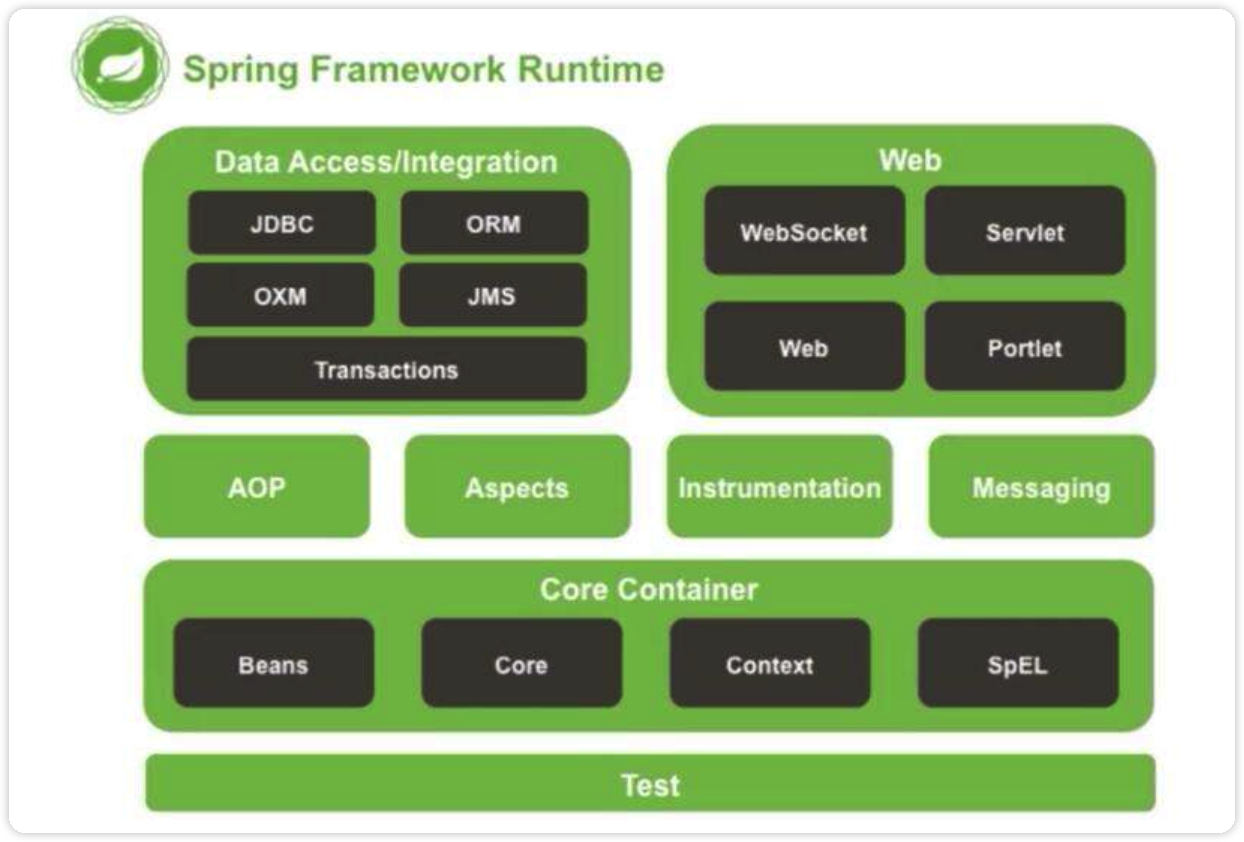 Spring Framework Runtime
Data Access/Integration
JDBC
ORM
OXM
JMS
Transactions
Web
WebSocket
Servlet
Web
Portlet
AOP
Aspects
Instrumentation
Messaging
Core Container
Beans
Core
Context
SpEL
Test